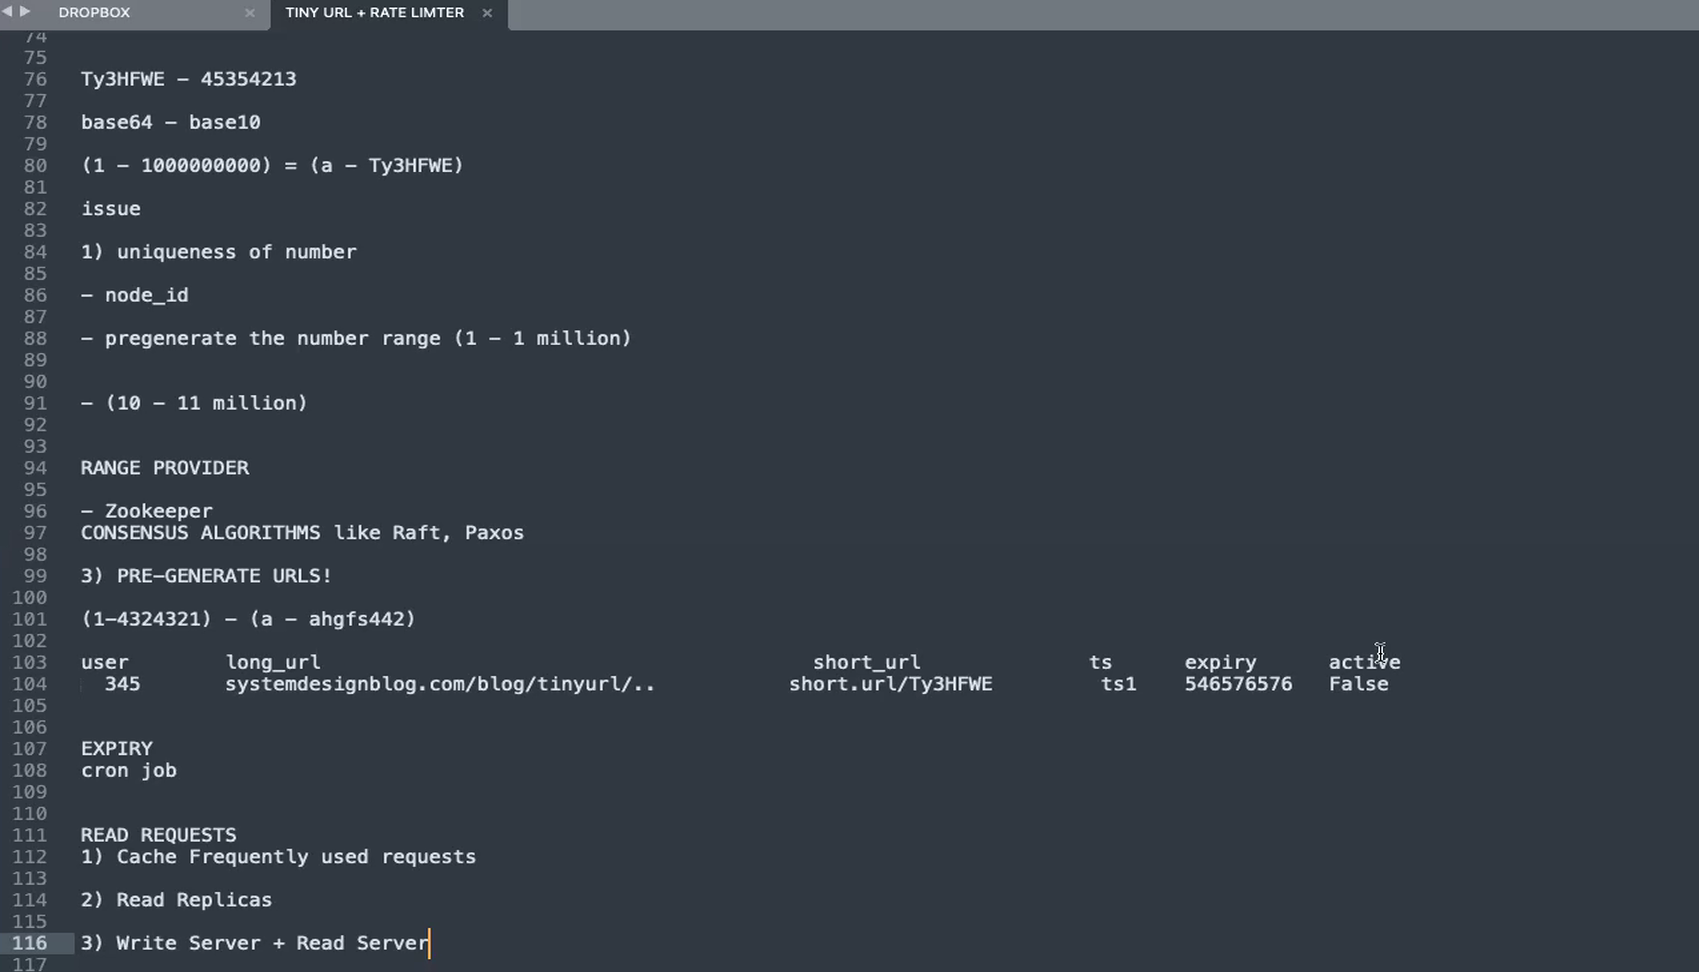 DROPBOX
TINY URL + RATE LIMTER
74
75
76 Ty3HFWE – 45354213
77
78 base64 – base10
79
80 (1 – 1000000000) = (a – Ty3HFWE)
81
82 issue
83
84 1) uniqueness of number
85
86 – node_id
87
88 – pregenerate the number range (1 – 1 million)
89
90
91 – (10 – 11 million)
92
93
94 RANGE PROVIDER
95
96 – Zookeeper
97 CONSENSUS ALGORITHMS like Raft, Paxos
98
99 3) PRE–GENERATE URLS!
100
101 (1–4324321) – (a – ahgfs442)
102
103 user long_url short_url ts expiry active
104 345 systemdesignblog.com/blog/tinyurl/.. short.url/Ty3HFWE ts1 546576576 False
105
106
107 EXPIRY
108 cron job
109
110
111 READ REQUESTS
112 1) Cache Frequently used requests
113
114 2) Read Replicas
115
116 3) Write Server + Read Server
117